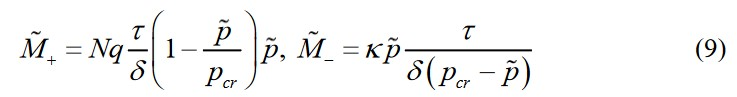 M̃₊ = Nq τ/δ (1 − p̃/p_cr) p̃, M̃₋ = κp̃ τ/(δ(p_cr − p̃)) (9)